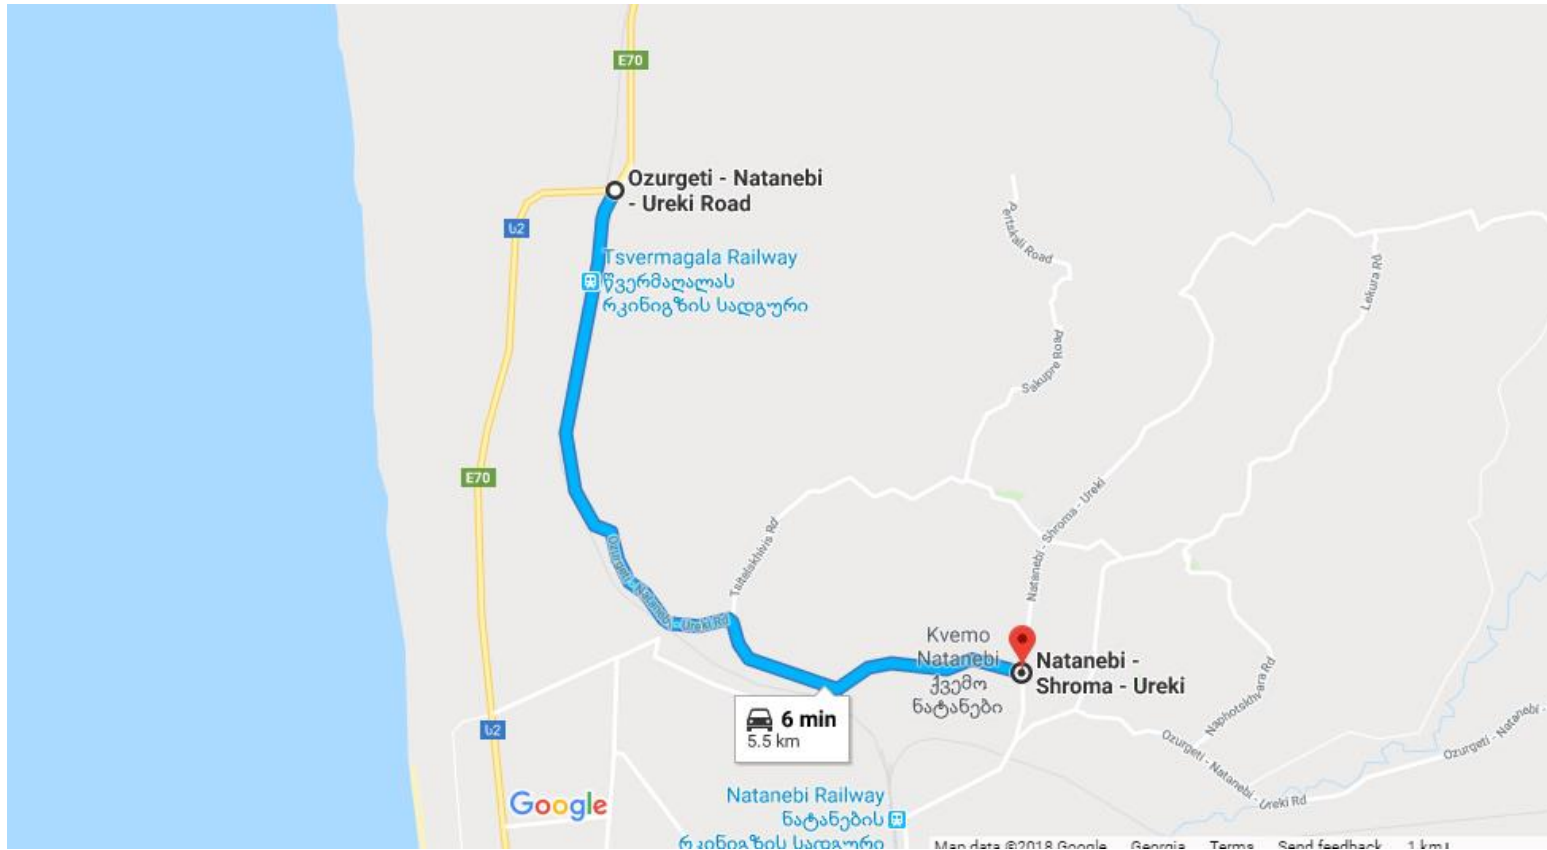 E70
Ozurgeti - Natanebi
- Ureki Road
ს2
Tsvermagala Railway
წვერმაღალას
რკინიგზის სადგური
Pertskali Road
Lekura Rd
Sakupre Road
E70
Natanebi - Shroma - Ureki
Tsitelskhivis Rd
Ozurgeti - Natanebi - Ureki Rd
Kvemo
Natanebi
ქვემო
ნატანები
Natanebi -
Shroma - Ureki
Naphotskhvara Rd
6 min
5.5 km
ს2
Ozurgeti - Natanebi - Ureki Rd
Ozurgeti - Natanebi -
Google
Natanebi Railway
ნატანების
რკინიგზის სადგური
Map data ©2018 Google Georgia Terms Send feedback 1 km